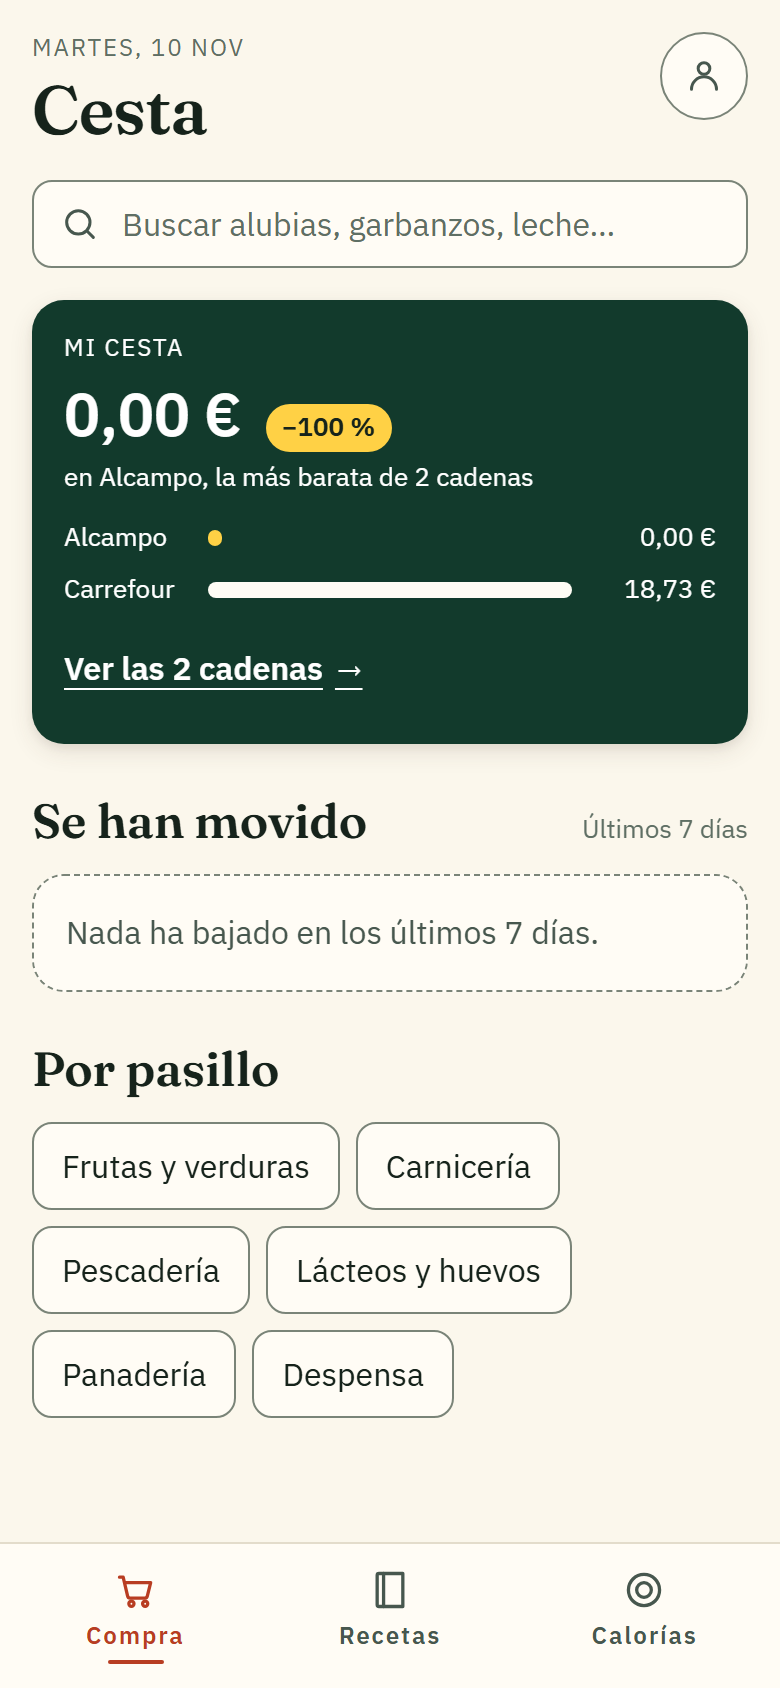 MARTES, 10 NOV
Cesta
Buscar alubias, garbanzos, leche...
MI CESTA
0,00 € −100 %
en Alcampo, la más barata de 2 cadenas
Alcampo 0,00 €
Carrefour 18,73 €
Ver las 2 cadenas →
Se han movido Últimos 7 días
Nada ha bajado en los últimos 7 días.
Por pasillo
Frutas y verduras Carnicería
Pescadería Lácteos y huevos
Panadería Despensa
Compra Recetas Calorías